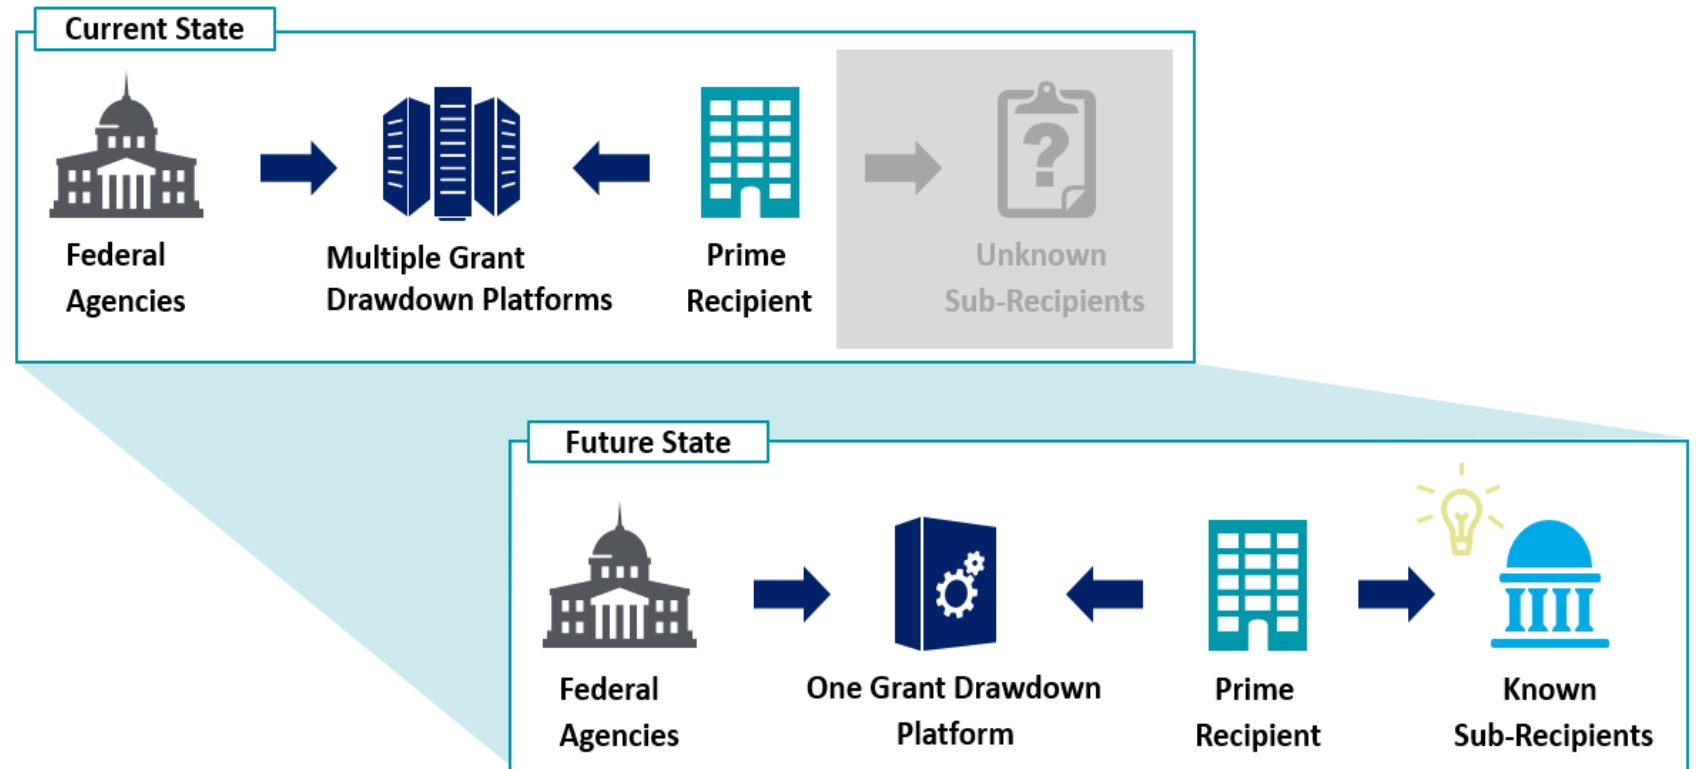 Current State
Federal
Agencies
Multiple Grant
Drawdown Platforms
Prime
Recipient
?
Unknown
Sub-Recipients
Future State
Federal
Agencies
One Grant Drawdown
Platform
Prime
Recipient
Known
Sub-Recipients